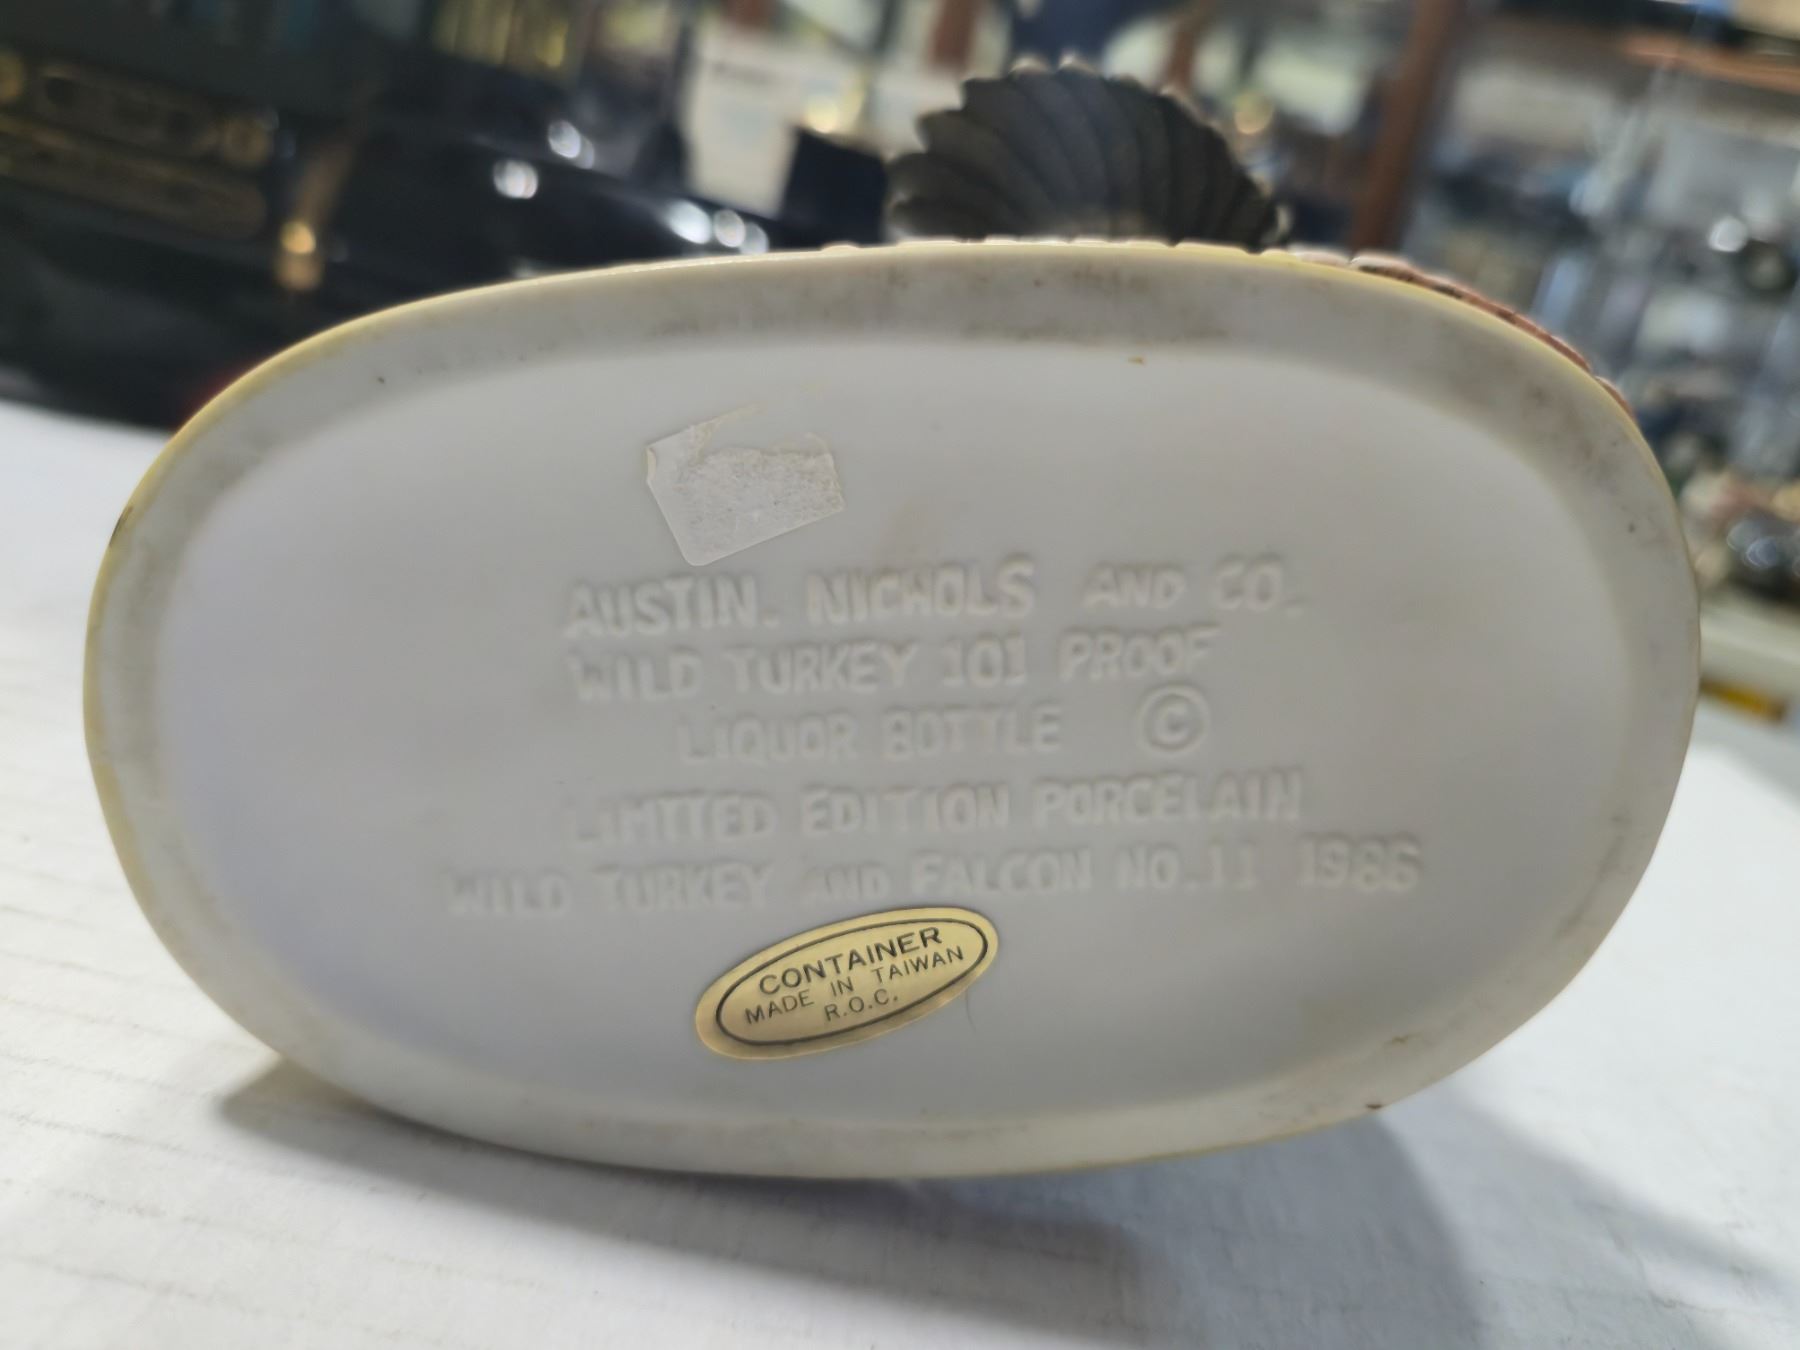 AUSTIN. NICHOLS AND CO.
WILD TURKEY 101 PROOF
LIQUOR BOTTLE ©
LIMITED EDITION PORCELAIN
WILD TURKEY AND FALCON NO.11 1986
CONTAINER
MADE IN TAIWAN
R.O.C.